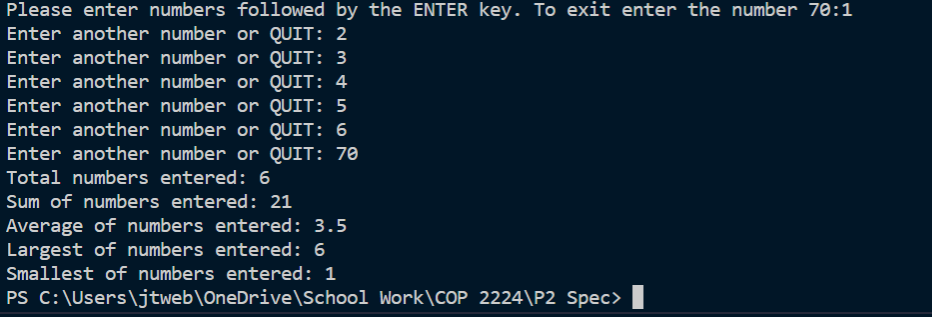 Please enter numbers followed by the ENTER key. To exit enter the number 70:1
Enter another number or QUIT: 2
Enter another number or QUIT: 3
Enter another number or QUIT: 4
Enter another number or QUIT: 5
Enter another number or QUIT: 6
Enter another number or QUIT: 70
Total numbers entered: 6
Sum of numbers entered: 21
Average of numbers entered: 3.5
Largest of numbers entered: 6
Smallest of numbers entered: 1
PS C:\Users\jtweb\OneDrive\School Work\COP 2224\P2 Spec>